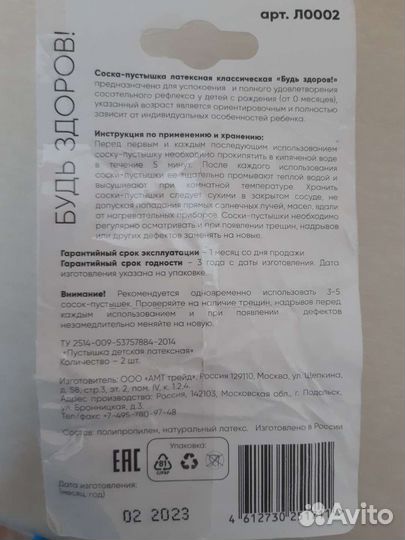 арт. Л0002
БУДЬ ЗДОРОВ!
Соска-пустышка латексная классическая «Будь здоров!»
предназначено для успокоения и полного удовлетворения
сосательного рефлекса у детей с рождения (от 0 месяцев),
указанный возраст является ориентировочным и полностью
зависит от индивидуальных особенностей ребенка.
Инструкция по применению и хранению:
Перед первым и каждым последующим использованием
соску-пустышку необходимо прокипятить в кипяченой воде
в течение 5 минут. После каждого использования
соски-пустышки ее тщательно промывают теплой водой и
высушивают при комнатной температуре. Хранить
соски-пустышки следует сухими в закрытом сосуде, не
допуская попадания прямых солнечных лучей, масел, вдали
от нагревательных приборов. Соски-пустышки необходимо
регулярно осматривать и при появлении трещин, надрывов
или других дефектов заменять на новые.
Гарантийный срок эксплуатации – 1 месяц со дня продажи
Гарантийный срок годности – 3 года с даты изготовления. Дата
изготовления указана на упаковке.
Внимание! Рекомендуется одновременно использовать 3-5
сосок-пустышек. Проверяйте на наличие трещин, надрывов перед
каждым использованием и при появлении дефектов
незамедлительно меняйте на новую.
ТУ 2514-009-53757884-2014
«Пустышка детская латексная»
Количество – 2 шт.
Изготовитель: ООО «АМТ трейд», Россия 129110, Москва, ул. Щепкина,
д. 58, стр.3, эт. 2, пом. IV, к. 1,2,4.
Адрес производства: Россия, 142103, Московская обл., г. Подольск,
ул. Бронницкая, д.3.
Тел/факс +7-495-780-97-48
Состав: полипропилен, натуральный латекс. Изготовлено в России
Упаковка:
EAC
81
C/PAP
Дата изготовления:
(месяц, год)
02 2023
4 612730
Avito